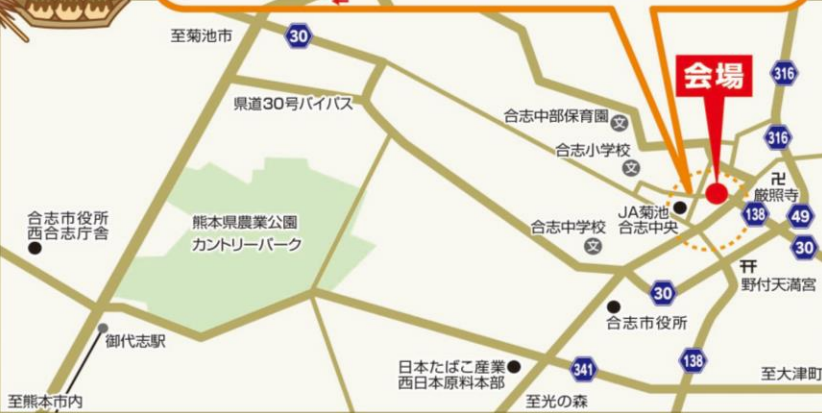 至菊池市
30
県道30号バイパス
会場
316
316
合志中部保育園
文
合志小学校
文
卍
厳照寺
JA菊池
合志中央
138
49
30
合志中学校
文
熊本県農業公園
カントリーパーク
合志市役所
西合志庁舎
野付天満宮
30
合志市役所
御代志駅
日本たばこ産業
西日本原料本部
341
138
至大津町
至熊本市内
至光の森